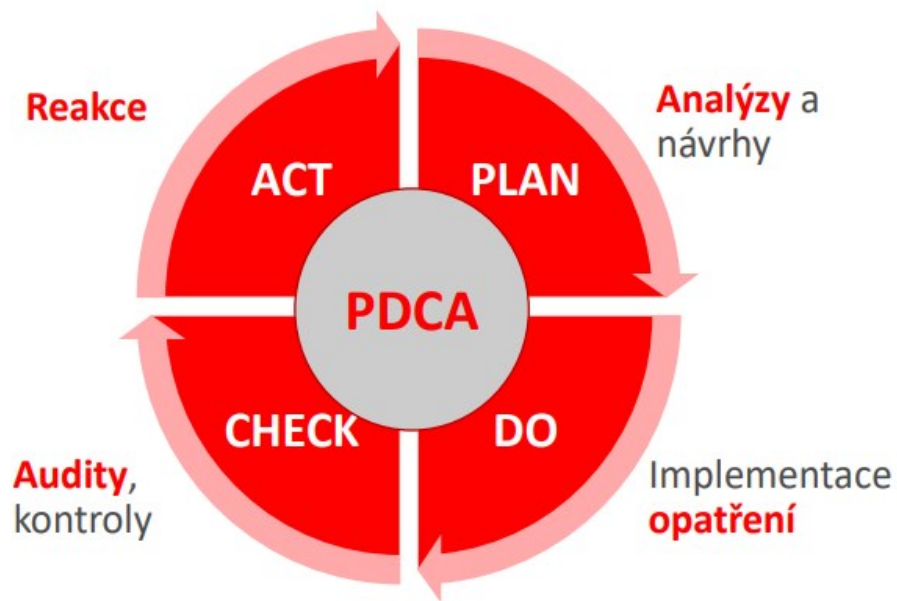 Reakce
Analýzy a
návrhy
ACT
PLAN
PDCA
CHECK
DO
Audity,
kontroly
Implementace
opatření